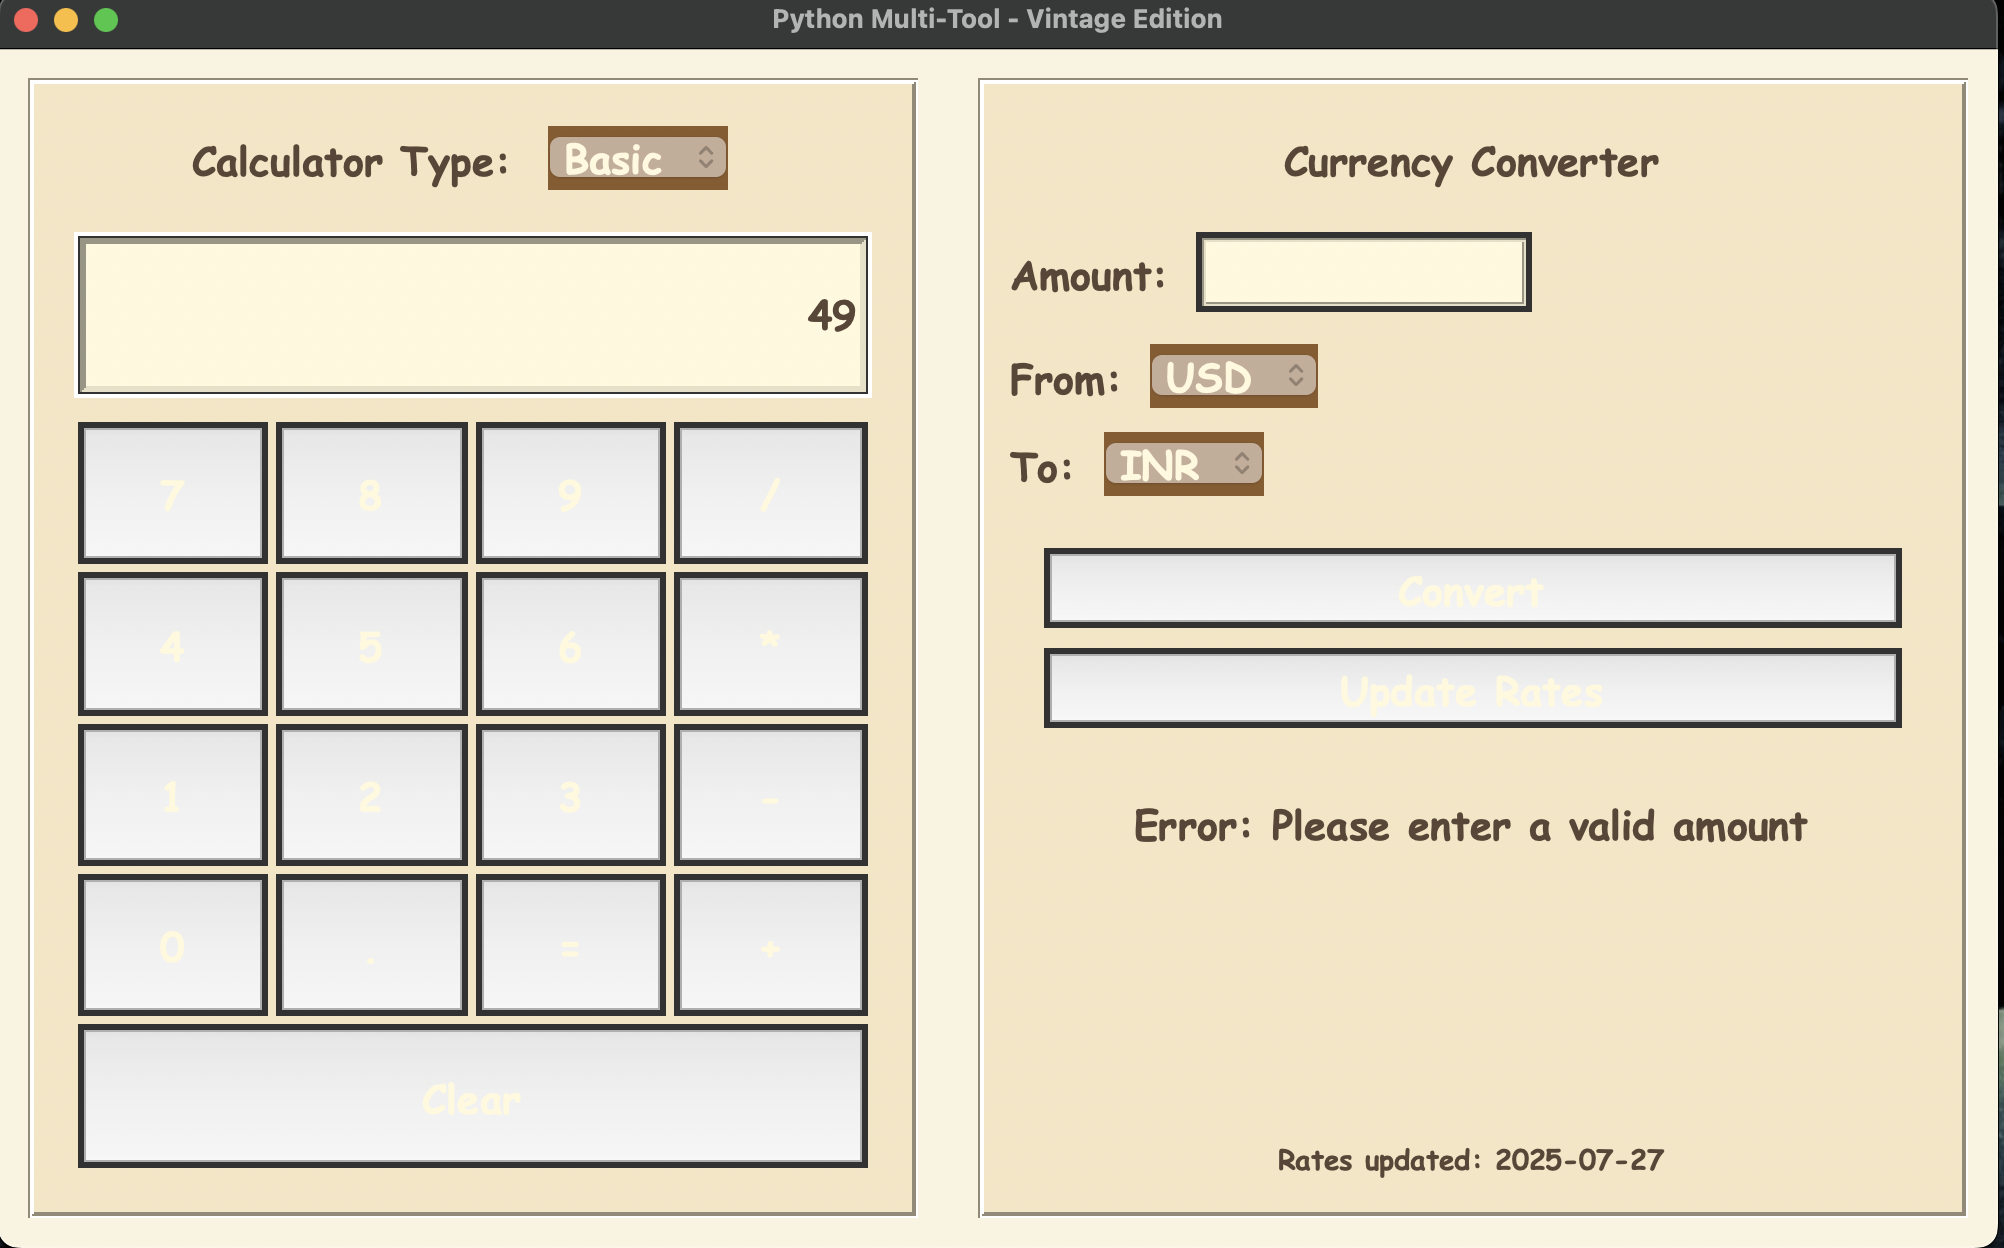 Python Multi-Tool - Vintage Edition
Calculator Type: Basic
49
7 8 9 /
4 5 6 *
1 2 3 -
0 . = +
Clear
Currency Converter
Amount:
From: USD
To: INR
Convert
Update Rates
Error: Please enter a valid amount
Rates updated: 2025-07-27